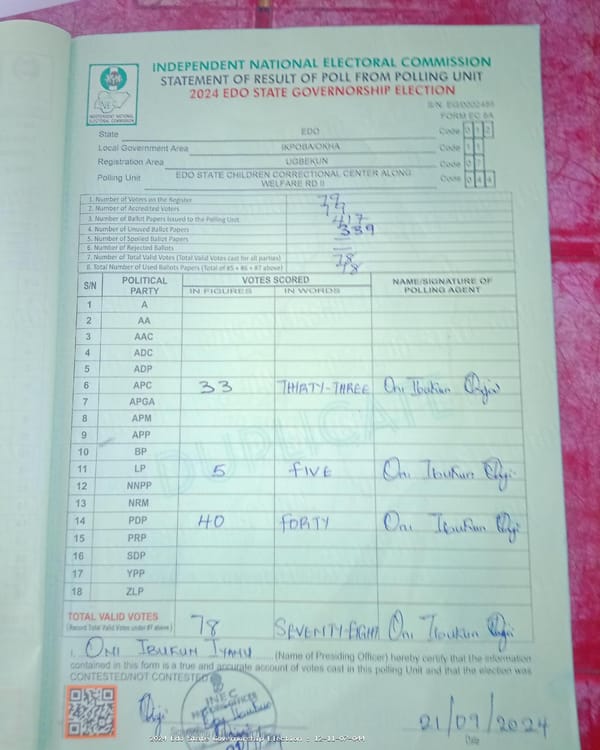 INDEPENDENT NATIONAL ELECTORAL COMMISSION
STATEMENT OF RESULT OF POLL FROM POLLING UNIT
2024 EDO STATE GOVERNORSHIP ELECTION
INEC
INDEPENDENT NATIONAL
ELECTORAL COMMISSION
FORM EC 8A
State EDO Code 0 1 2
Local Government Area IKPOBA/OKHA Code 1 1
Registration Area UGBEKUN Code 0 7
Polling Unit EDO STATE CHILDREN CORRECTIONAL CENTER ALONG WELFARE RD II Code 0 4 4
1. Number of Voters on the Register
2. Number of Accredited Voters
3. Number of Ballot Papers Issued to the Polling Unit 417
4. Number of Unused Ballot Papers 339
5. Number of Spoiled Ballot Papers —
6. Number of Rejected Ballots —
7. Number of Total Valid Votes (Total Valid Votes cast for all parties) 78
8. Total Number of Used Ballots Papers (Total of #5 + #6 + #7 above) 78
S/N POLITICAL PARTY VOTES SCORED NAME/SIGNATURE OF POLLING AGENT
IN FIGURES IN WORDS
1 A
2 AA
3 AAC
4 ADC
5 ADP
6 APC 33 THIRTY-THREE Oni Ibukun
7 APGA
8 APM
9 APP
10 BP
11 LP 5 FIVE Oni Ibukun
12 NNPP
13 NRM
14 PDP 40 FORTY Oni Ibukun
15 PRP
16 SDP
17 YPP
18 ZLP
DUPLICATE
TOTAL VALID VOTES 78 SEVENTY-EIGHT Oni Ibukun
(Record Total Valid Votes under #7 above)
I, ONI IBUKUN IYANU (Name of Presiding Officer) hereby certify that the information
contained in this form is a true and accurate account of votes cast in this polling Unit and that the election was
CONTESTED/NOT CONTESTED
INEC
21/09/2024
Date
2024 Edo State Governorship Election - 12-11-07-044